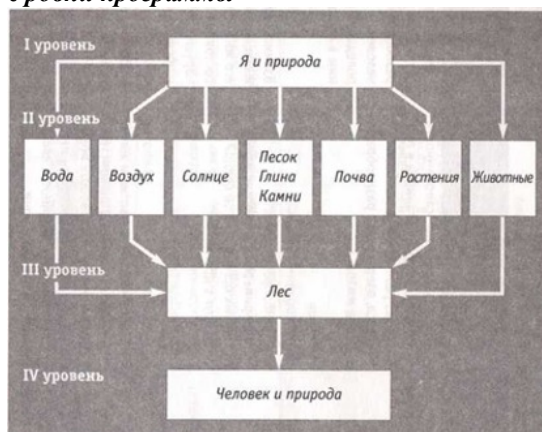 Уровни программы
I уровень
Я и природа
II уровень
Вода
Воздух
Солнце
Песок
Глина
Камни
Почва
Растения
Животные
III уровень
Лес
IV уровень
Человек и природа